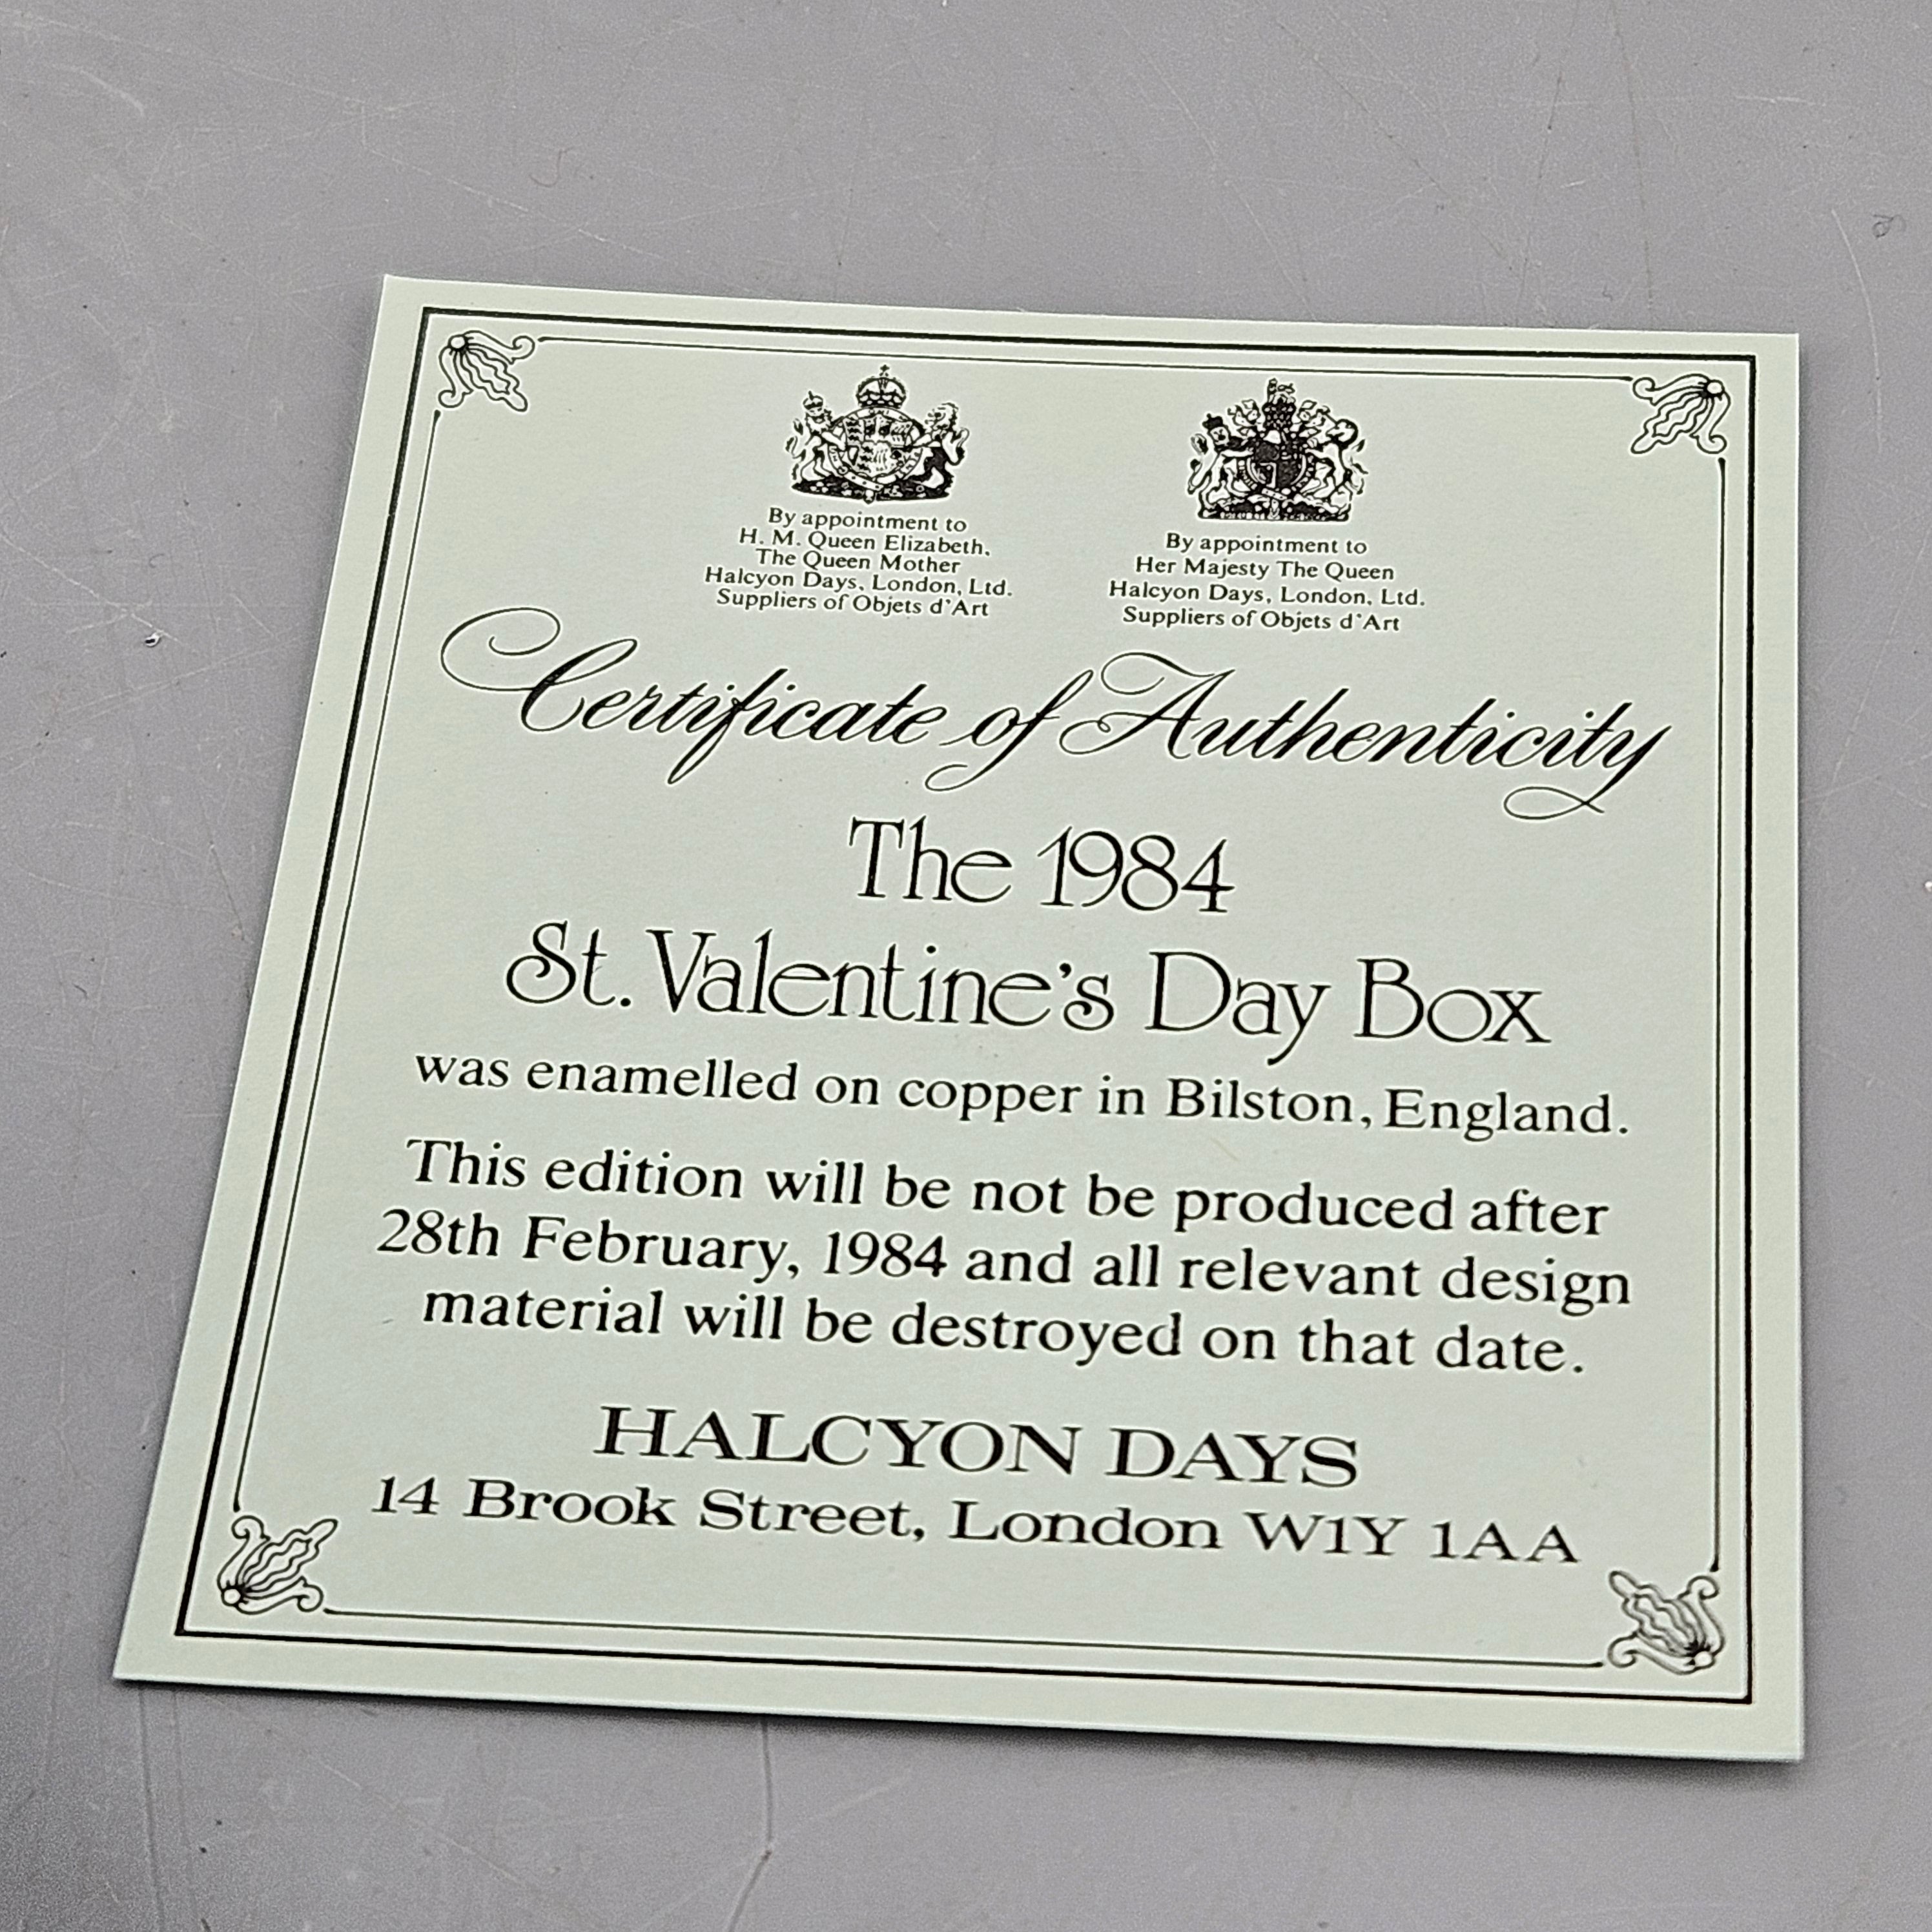 By appointment to
H. M. Queen Elizabeth,
The Queen Mother
Halcyon Days, London, Ltd.
Suppliers of Objets d'Art
By appointment to
Her Majesty The Queen
Halcyon Days, London, Ltd.
Suppliers of Objets d'Art
Certificate of Authenticity
The 1984
St. Valentine's Day Box
was enamelled on copper in Bilston, England.
This edition will be not be produced after
28th February, 1984 and all relevant design
material will be destroyed on that date.
HALCYON DAYS
14 Brook Street, London W1Y 1AA